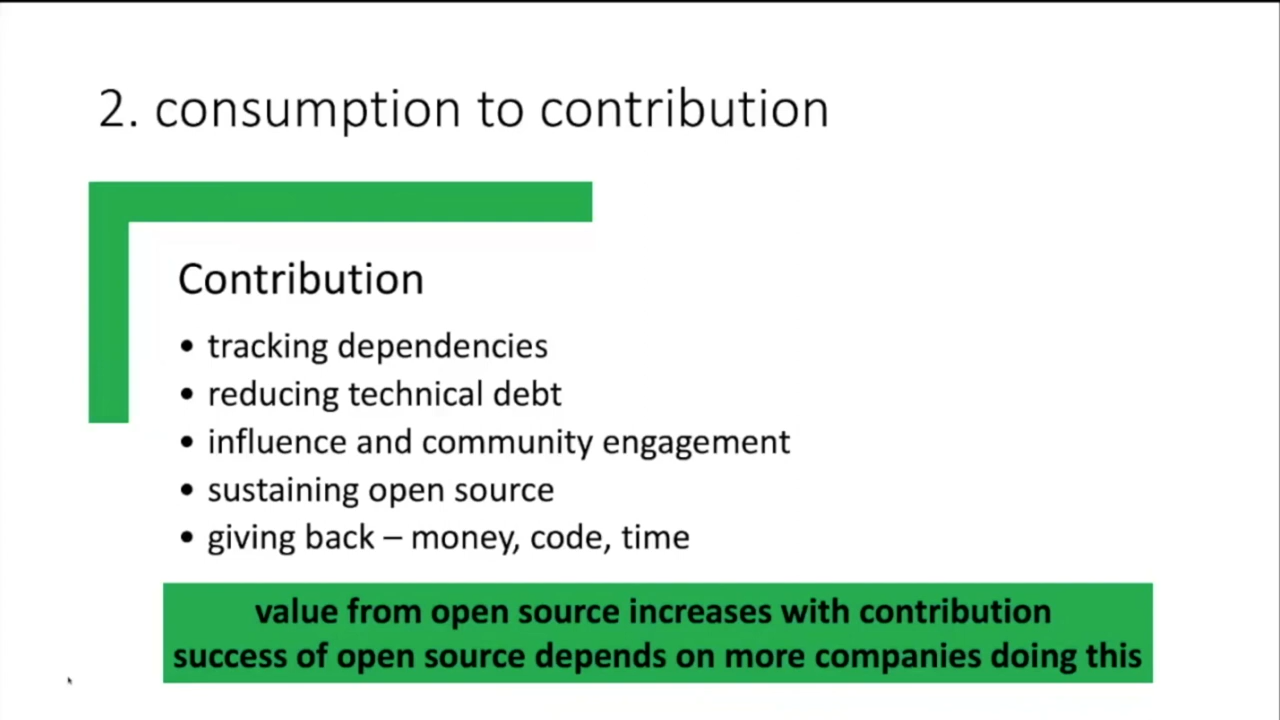 2. consumption to contribution
Contribution
• tracking dependencies
• reducing technical debt
• influence and community engagement
• sustaining open source
• giving back – money, code, time
value from open source increases with contribution
success of open source depends on more companies doing this